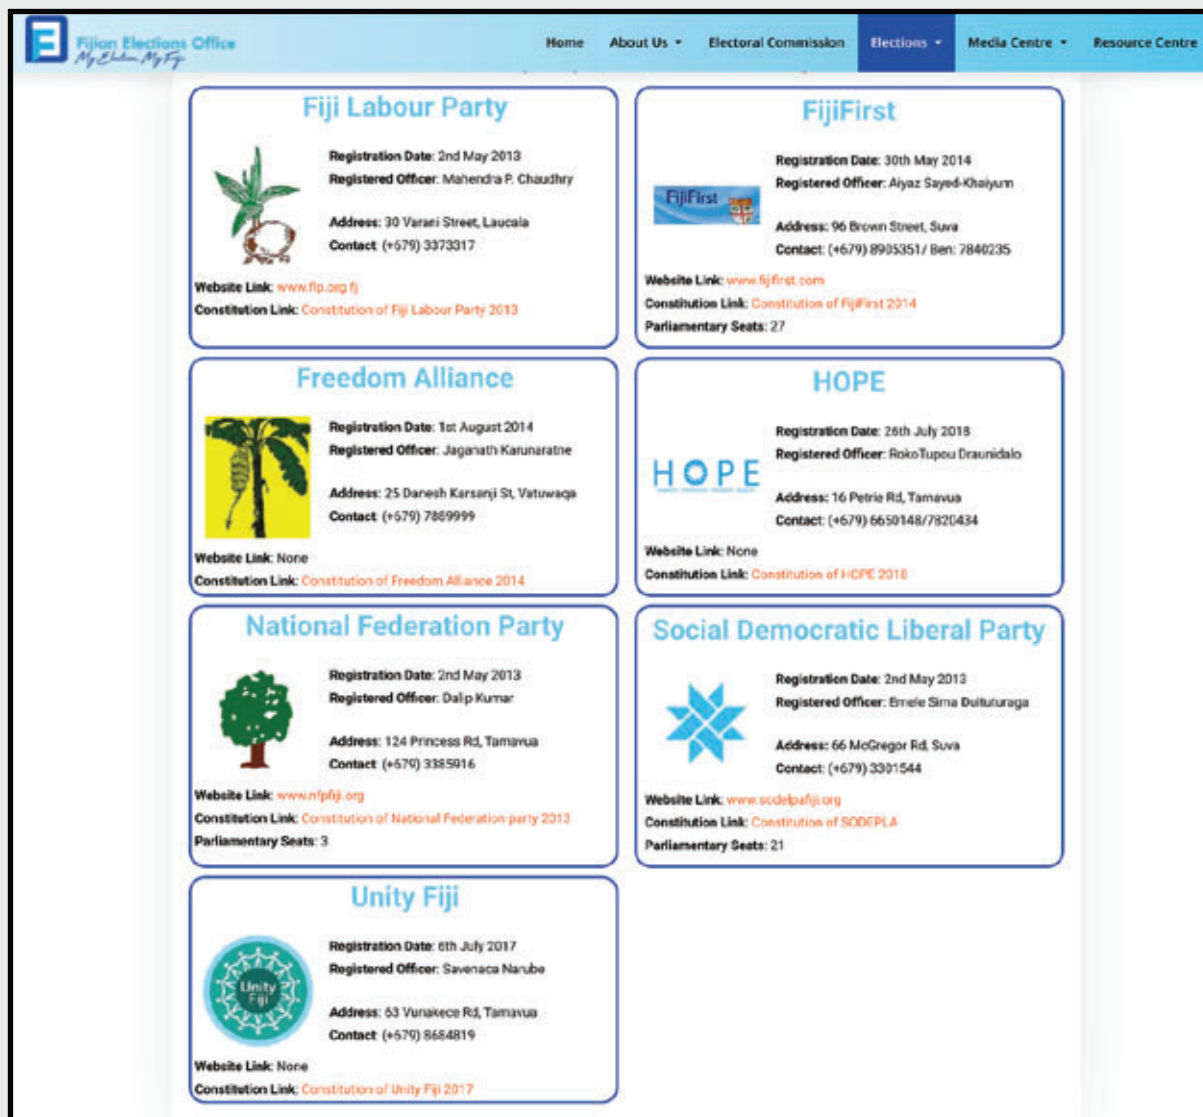 Fijian Elections Office
My Election, My Fiji
Home About Us Electoral Commission Elections Media Centre Resource Centre
Fiji Labour Party
Registration Date: 2nd May 2013
Registered Officer: Mahendra P. Chaudhry
Address: 30 Varani Street, Laucala
Contact: (+679) 3373317
Website Link: www.flp.org.fj
Constitution Link: Constitution of Fiji Labour Party 2013
FijiFirst
FijiFirst
Registration Date: 30th May 2014
Registered Officer: Aiyaz Sayed-Khaiyum
Address: 96 Brown Street, Suva
Contact: (+679) 8905351/ Ben: 7840235
Website Link: www.fijifirst.com
Constitution Link: Constitution of FijiFirst 2014
Parliamentary Seats: 27
Freedom Alliance
Registration Date: 1st August 2014
Registered Officer: Jaganath Karunaratne
Address: 25 Danesh Karsanji St, Vatuwaqa
Contact: (+679) 7869999
Website Link: None
Constitution Link: Constitution of Freedom Alliance 2014
HOPE
HOPE
Registration Date: 26th July 2018
Registered Officer: RokoTupou Draunidalo
Address: 16 Petrie Rd, Tamavua
Contact: (+679) 6650148/7820434
Website Link: None
Constitution Link: Constitution of HOPE 2018
National Federation Party
Registration Date: 2nd May 2013
Registered Officer: Dalip Kumar
Address: 124 Princess Rd, Tamavua
Contact: (+679) 3385916
Website Link: www.nfpfiji.org
Constitution Link: Constitution of National Federation party 2013
Parliamentary Seats: 3
Social Democratic Liberal Party
Registration Date: 2nd May 2013
Registered Officer: Emele Sima Duituturaga
Address: 66 McGregor Rd, Suva
Contact: (+679) 3301544
Website Link: www.sodelpafiji.org
Constitution Link: Constitution of SODEPLA
Parliamentary Seats: 21
Unity Fiji
Unity
Fiji
Registration Date: 6th July 2017
Registered Officer: Savenaca Narube
Address: 63 Vunakece Rd, Tamavua
Contact: (+679) 8684819
Website Link: None
Constitution Link: Constitution of Unity Fiji 2017